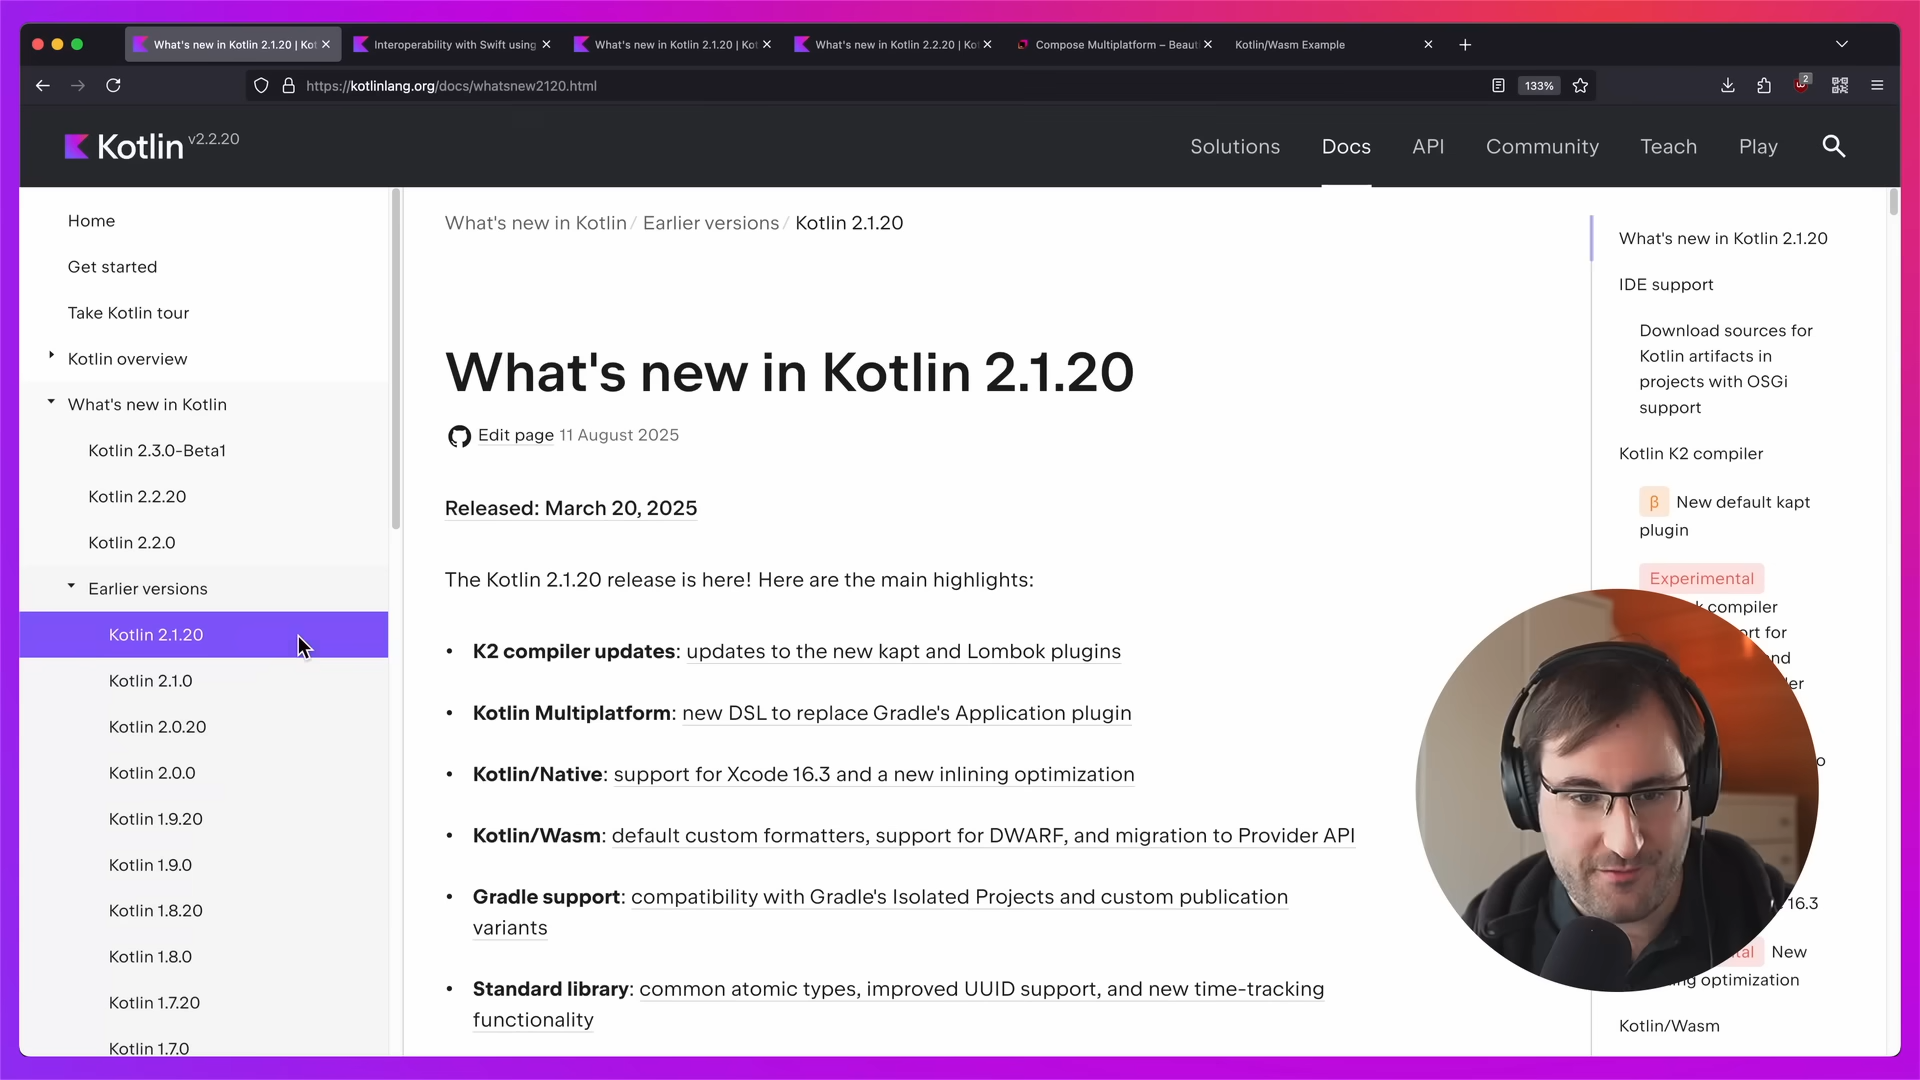 What's new in Kotlin 2.1.20 | Kot
Interoperability with Swift using
What's new in Kotlin 2.1.20 | Kot
What's new in Kotlin 2.2.20 | Kot
Compose Multiplatform – Beaut
Kotlin/Wasm Example
https://kotlinlang.org/docs/whatsnew2120.html
133%
2
Kotlin v2.2.20
Solutions
Docs
API
Community
Teach
Play
Home
Get started
Take Kotlin tour
Kotlin overview
What's new in Kotlin
Kotlin 2.3.0-Beta1
Kotlin 2.2.20
Kotlin 2.2.0
Earlier versions
Kotlin 2.1.20
Kotlin 2.1.0
Kotlin 2.0.20
Kotlin 2.0.0
Kotlin 1.9.20
Kotlin 1.9.0
Kotlin 1.8.20
Kotlin 1.8.0
Kotlin 1.7.20
Kotlin 1.7.0
What's new in Kotlin / Earlier versions / Kotlin 2.1.20
What's new in Kotlin 2.1.20
Edit page 11 August 2025
Released: March 20, 2025
The Kotlin 2.1.20 release is here! Here are the main highlights:
• K2 compiler updates: updates to the new kapt and Lombok plugins
• Kotlin Multiplatform: new DSL to replace Gradle's Application plugin
• Kotlin/Native: support for Xcode 16.3 and a new inlining optimization
• Kotlin/Wasm: default custom formatters, support for DWARF, and migration to Provider API
• Gradle support: compatibility with Gradle's Isolated Projects and custom publication
variants
• Standard library: common atomic types, improved UUID support, and new time-tracking
functionality
What's new in Kotlin 2.1.20
IDE support
Download sources for
Kotlin artifacts in
projects with OSGi
support
Kotlin K2 compiler
β New default kapt
plugin
Experimental
compiler
16.3
New
optimization
Kotlin/Wasm